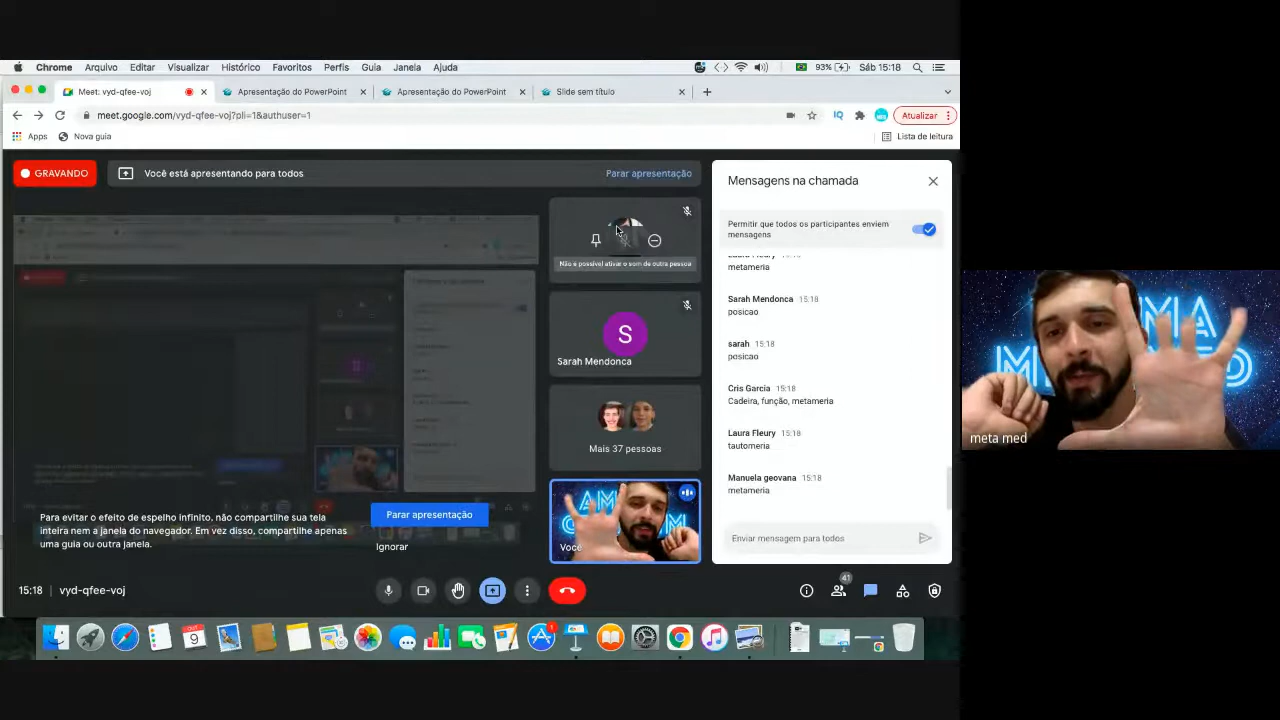 Chrome Arquivo Editar Visualizar Histórico Favoritos Perfis Guia Janela Ajuda
93% Sáb 15:18
Meet: vyd-qfee-voj
Apresentação do PowerPoint
Apresentação do PowerPoint
Slide sem título
meet.google.com/vyd-qfee-voj?pli=1&authuser=1
IQ
Atualizar
Apps
Nova guia
Lista de leitura
GRAVANDO
Você está apresentando para todos
Parar apresentação
Não é possível ativar o som de outra pessoa
S
Sarah Mendonca
Mais 37 pessoas
Você
Para evitar o efeito de espelho infinito, não compartilhe sua tela
inteira nem a janela do navegador. Em vez disso, compartilhe apenas
uma guia ou outra janela.
Parar apresentação
Ignorar
Mensagens na chamada
Permitir que todos os participantes enviem
mensagens
Laura Fleury
metameria
Sarah Mendonca 15:18
posicao
sarah 15:18
posicao
Cris Garcia 15:18
Cadeira, função, metameria
Laura Fleury 15:18
tautomeria
Manuela geovana 15:18
metameria
Enviar mensagem para todos
15:18 | vyd-qfee-voj
41
OUT
9
1
meta med